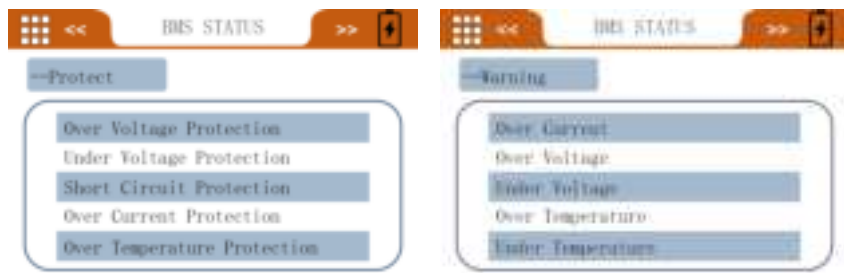 << BMS STATUS >>
--Protect
Over Voltage Protection
Under Voltage Protection
Short Circuit Protection
Over Current Protection
Over Temperature Protection
<< BMS STATUS >>
--Warning
Over Current
Over Voltage
Under Voltage
Over Temperature
Under Temperature